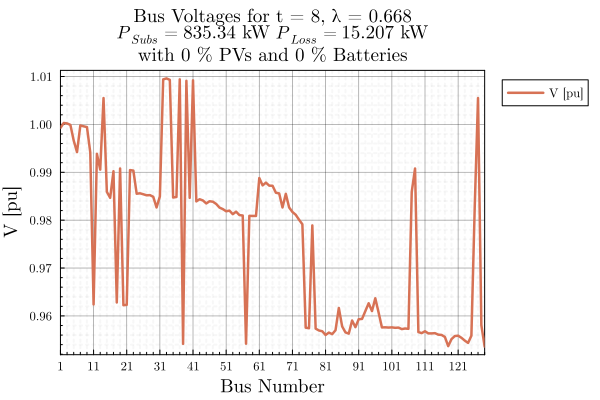 Bus Voltages for t = 8, λ = 0.668
P_Subs = 835.34 kW P_Loss = 15.207 kW
with 0 % PVs and 0 % Batteries
V [pu]
1.01
1.00
0.99
0.98
0.97
0.96
V [pu]
1 11 21 31 41 51 61 71 81 91 101 111 121
Bus Number